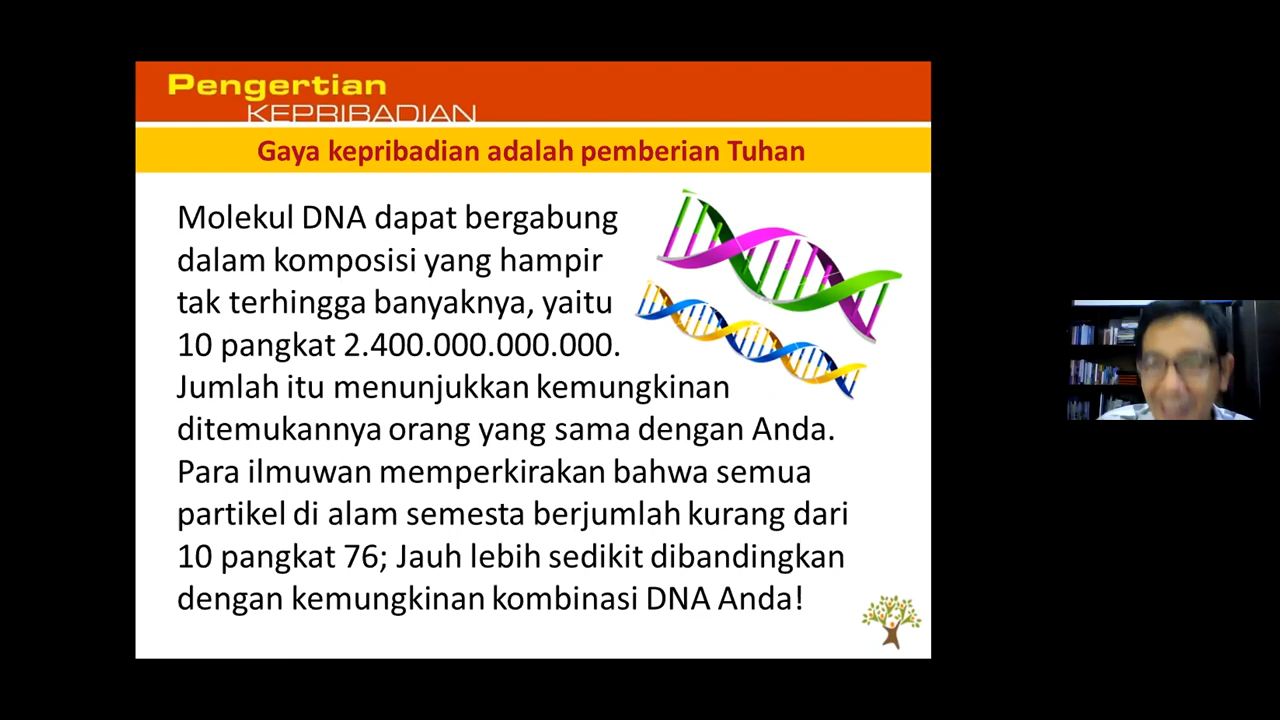 Pengertian
KEPRIBADIAN
Gaya kepribadian adalah pemberian Tuhan
Molekul DNA dapat bergabung
dalam komposisi yang hampir
tak terhingga banyaknya, yaitu
10 pangkat 2.400.000.000.000.
Jumlah itu menunjukkan kemungkinan
ditemukannya orang yang sama dengan Anda.
Para ilmuwan memperkirakan bahwa semua
partikel di alam semesta berjumlah kurang dari
10 pangkat 76; Jauh lebih sedikit dibandingkan
dengan kemungkinan kombinasi DNA Anda!